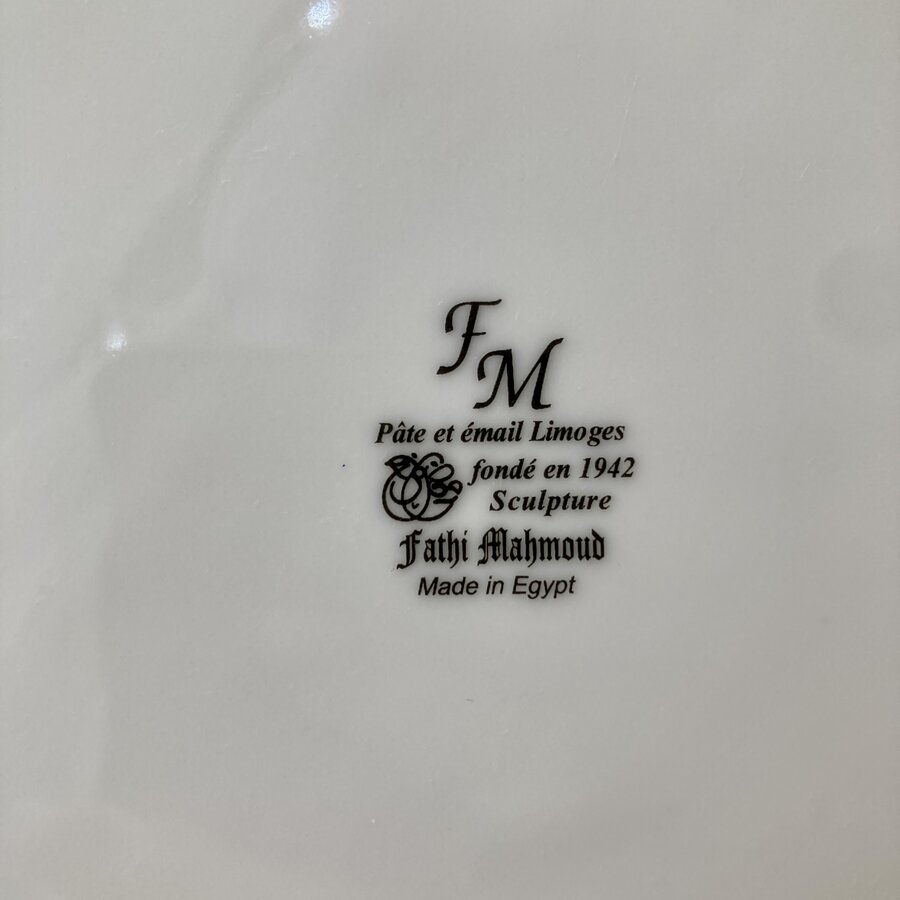 FM
Pâte et émail Limoges
fondé en 1942
Sculpture
Fathi Mahmoud
Made in Egypt